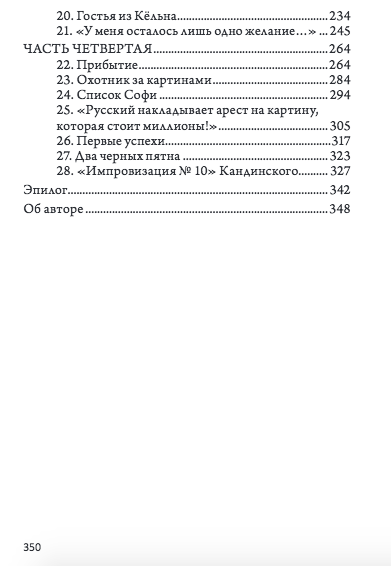 20. Гостья из Кёльна........................................................ 234
21. «У меня осталось лишь одно желание...» ... 245
ЧАСТЬ ЧЕТВЕРТАЯ........................................................ 264
22. Прибытие........................................................ 264
23. Охотник за картинами........................................ 284
24. Список Софи ........................................................ 294
25. «Русский накладывает арест на картину,
которая стоит миллионы!»........................................ 305
26. Первые успехи........................................................ 317
27. Два черных пятна ................................................ 323
28. «Импровизация № 10» Кандинского.......... 327
Эпилог........................................................ 342
Об авторе ........................................................ 348
350